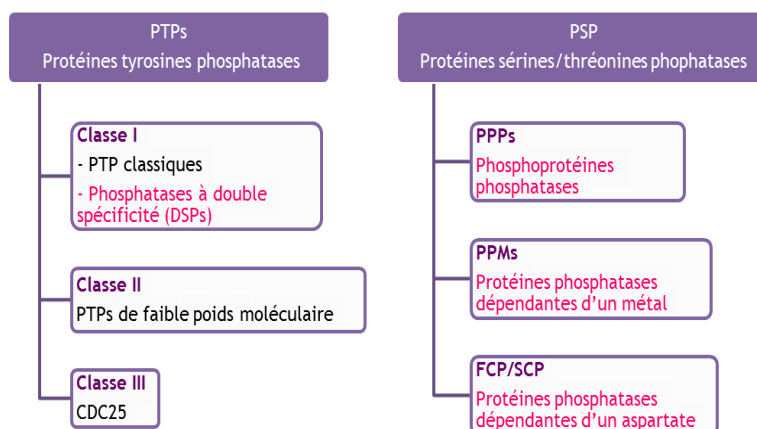 PTPs
Protéines tyrosines phosphatases
Classe I
- PTP classiques
- Phosphatases à double
spécificité (DSPs)
Classe II
PTPs de faible poids moléculaire
Classe III
CDC25
PSP
Protéines sérines/thréonines phophatases
PPPs
Phosphoprotéines
phosphatases
PPMs
Protéines phosphatases
dépendantes d'un métal
FCP/SCP
Protéines phosphatases
dépendantes d'un aspartate